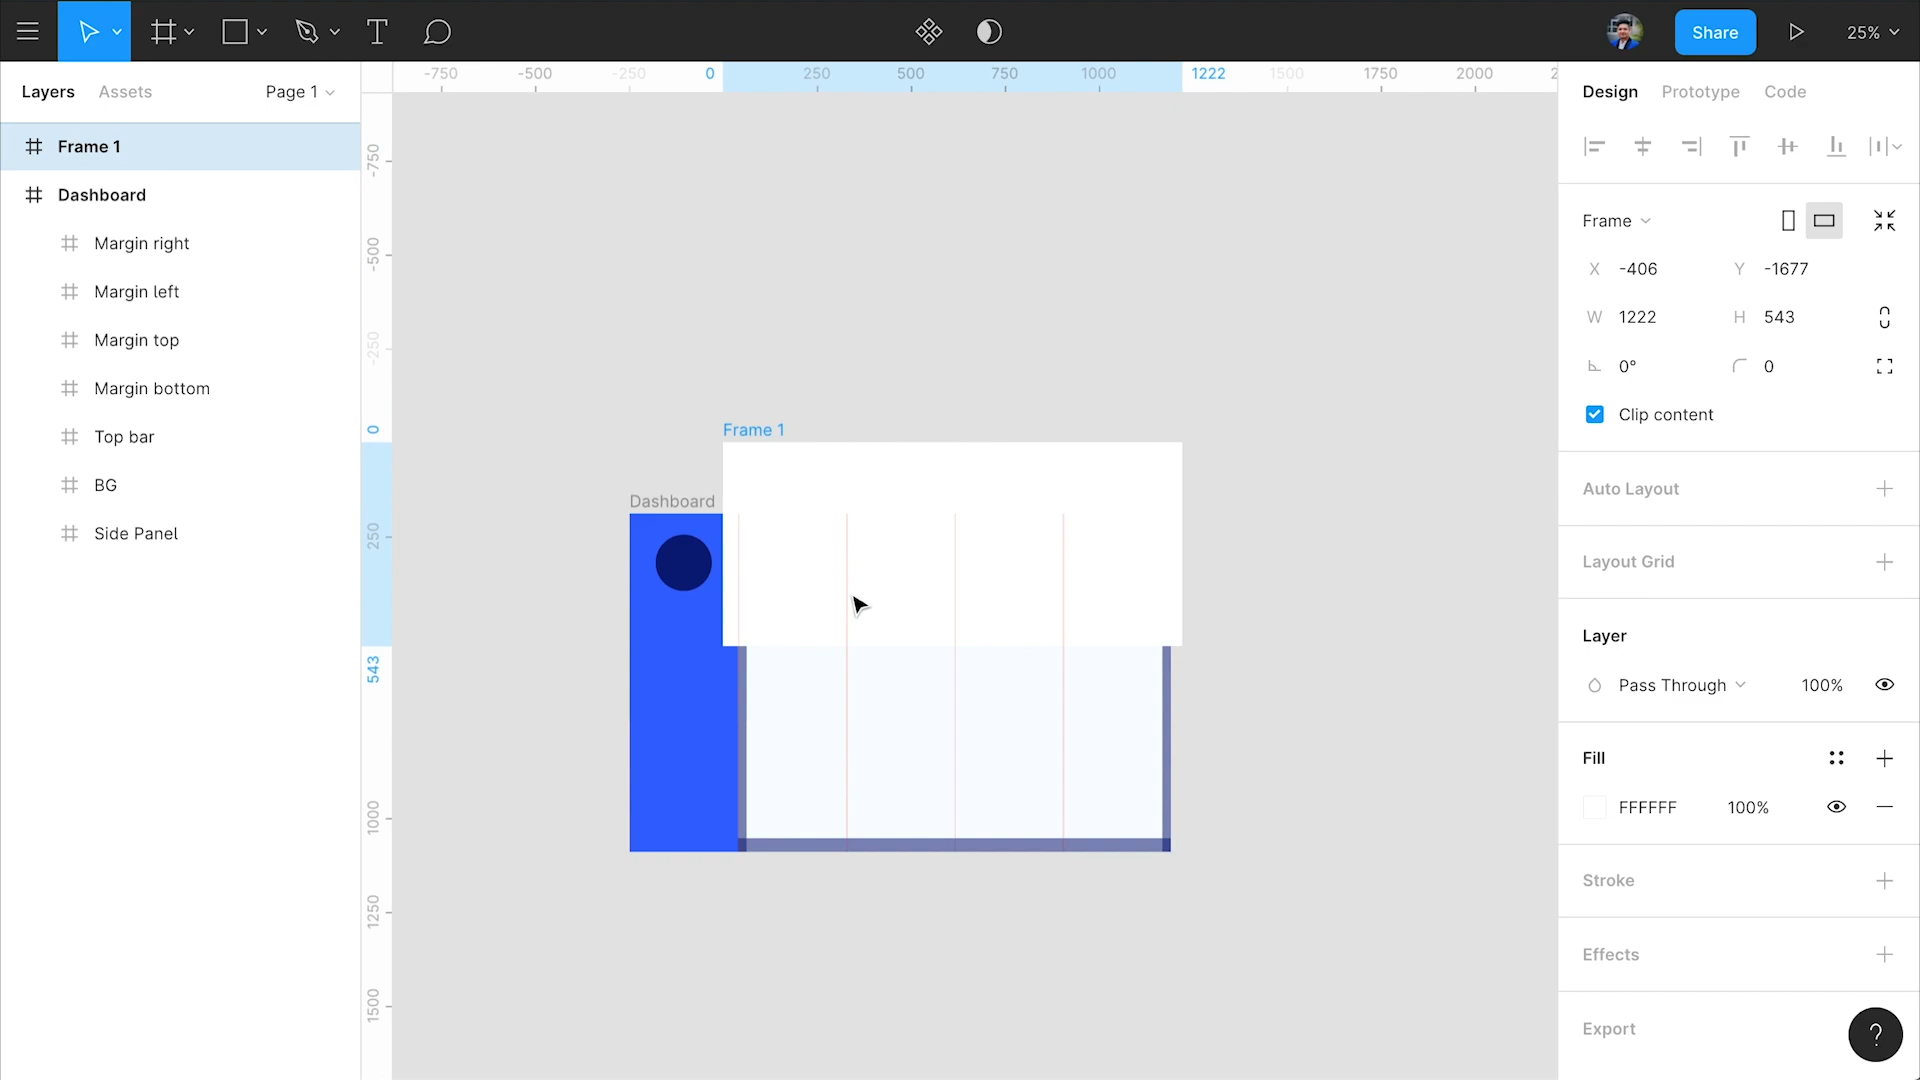 Share
25%
Layers
Assets
Page 1
Frame 1
Dashboard
Margin right
Margin left
Margin top
Margin bottom
Top bar
BG
Side Panel
-750
-500
-250
0
250
500
750
1000
1222
1500
1750
2000
2
-750
-500
-250
0
250
543
1000
1250
1500
Frame 1
Dashboard
Design
Prototype
Code
Frame
X -406
Y -1677
W 1222
H 543
0°
0
Clip content
Auto Layout
Layout Grid
Layer
Pass Through
100%
Fill
FFFFFF
100%
Stroke
Effects
Export
?